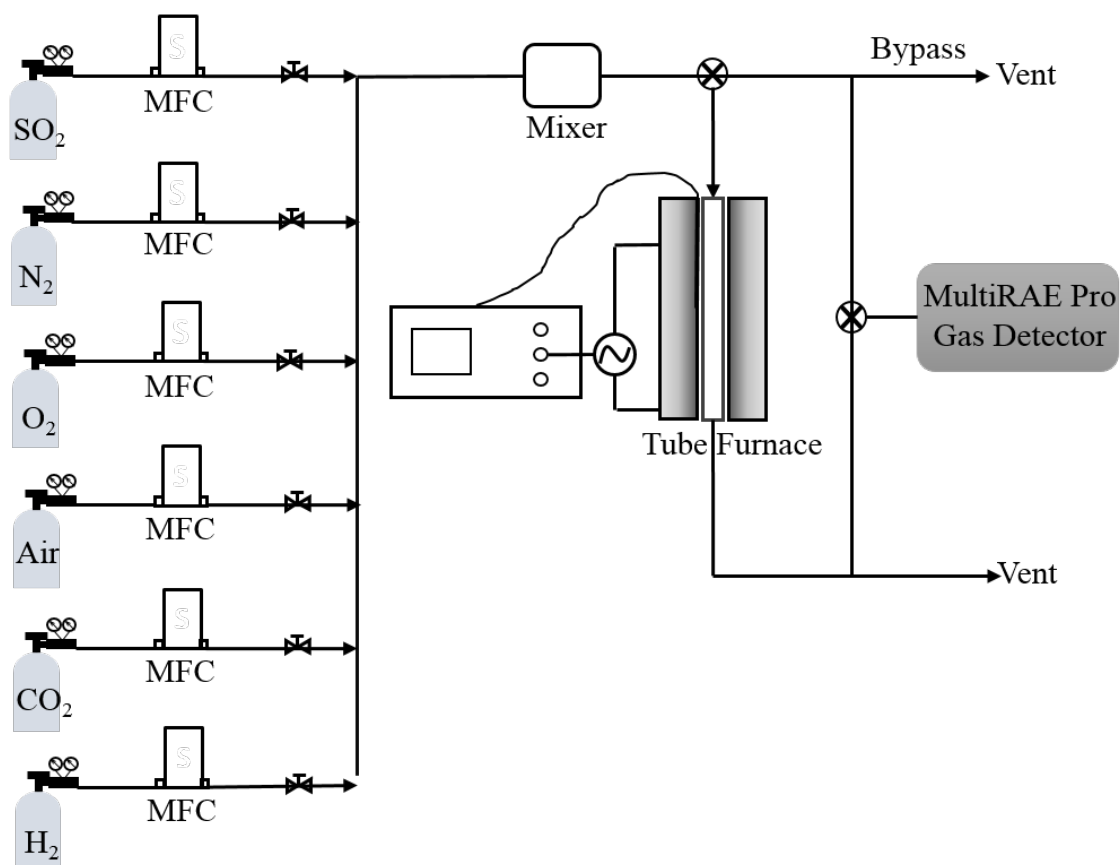 SO₂
S
MFC
Mixer
Bypass
Vent
N₂
S
MFC
O₂
S
MFC
MultiRAE Pro
Gas Detector
Tube Furnace
Air
S
MFC
Vent
CO₂
S
MFC
H₂
S
MFC